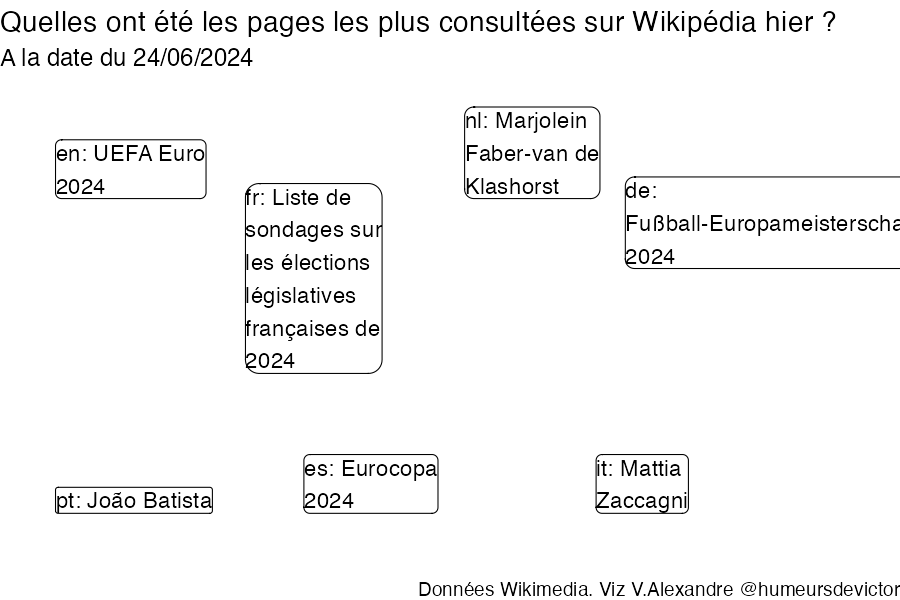 Quelles ont été les pages les plus consultées sur Wikipédia hier ?
A la date du 24/06/2024
en: UEFA Euro
2024
fr: Liste de
sondages sur
les élections
législatives
françaises de
2024
nl: Marjolein
Faber-van de
Klashorst
de:
Fußball-Europameisterscha
2024
pt: João Batista
es: Eurocopa
2024
it: Mattia
Zaccagni
Données Wikimedia. Viz V.Alexandre @humeursdevictor